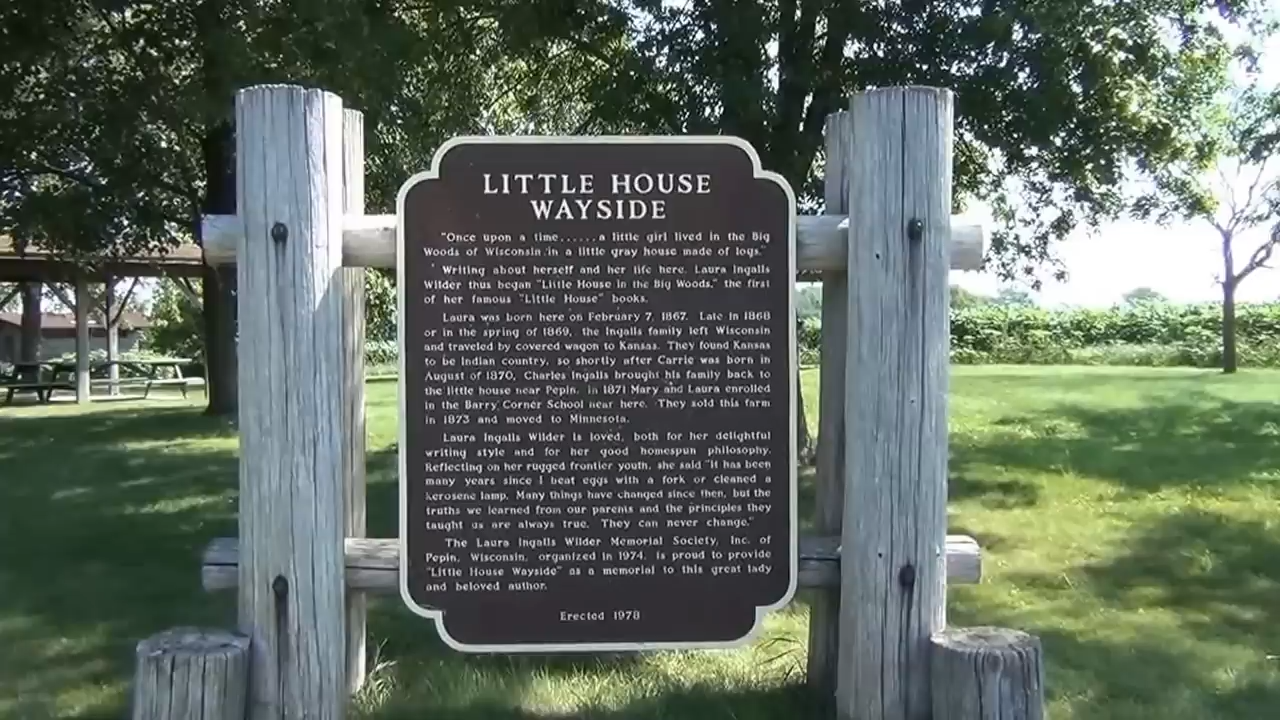 LITTLE HOUSE
WAYSIDE
"Once upon a time......a little girl lived in the Big
Woods of Wisconsin in a little gray house made of logs."
Writing about herself and her life here, Laura Ingalls
Wilder thus began "Little House in the Big Woods," the first
of her famous "Little House" books.
Laura was born here on February 7, 1867. Late in 1868
or in the spring of 1869, the Ingalls family left Wisconsin
and traveled by covered wagon to Kansas. They found Kansas
to be Indian country, so shortly after Carrie was born in
August of 1870, Charles Ingalls brought his family back to
the little house near Pepin. In 1871 Mary and Laura enrolled
in the Barry Corner School near here. They sold this farm
in 1873 and moved to Minnesota.
Laura Ingalls Wilder is loved, both for her delightful
writing style and for her good homespun philosophy.
Reflecting on her rugged frontier youth, she said "It has been
many years since I beat eggs with a fork or cleaned a
kerosene lamp. Many things have changed since then, but the
truths we learned from our parents and the principles they
taught us are always true. They can never change."
The Laura Ingalls Wilder Memorial Society, Inc. of
Pepin, Wisconsin, organized in 1974, is proud to provide
"Little House Wayside" as a memorial to this great lady
and beloved author.
Erected 1978